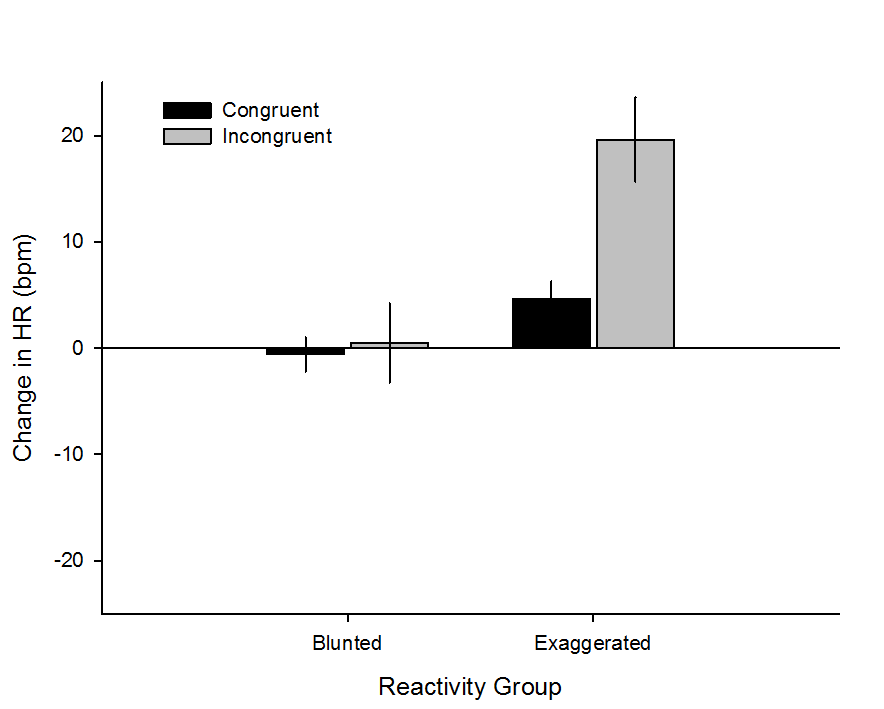 Congruent
Incongruent
20
10
0
-10
-20
Change in HR (bpm)
Blunted
Exaggerated
Reactivity Group